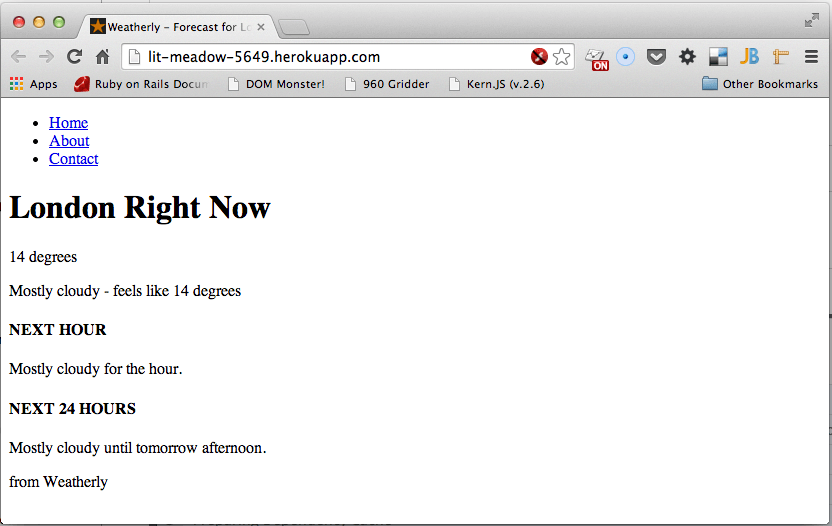 Weatherly – Forecast for Lo
lit-meadow-5649.herokuapp.com
ON
JB
Apps
Ruby on Rails Docum
DOM Monster!
960 Gridder
Kern.JS (v.2.6)
Other Bookmarks
Home
About
Contact
London Right Now
14 degrees
Mostly cloudy - feels like 14 degrees
NEXT HOUR
Mostly cloudy for the hour.
NEXT 24 HOURS
Mostly cloudy until tomorrow afternoon.
from Weatherly